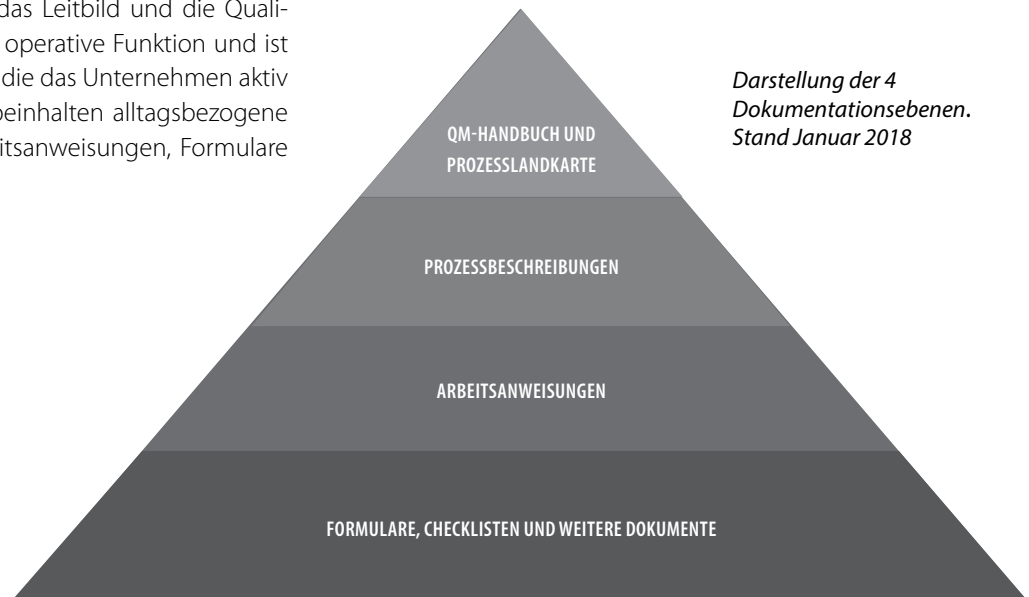 das Leitbild und die Quali-
operative Funktion und ist
die das Unternehmen aktiv
beinhalten alltagsbezogene
itsanweisungen, Formulare
Darstellung der 4
Dokumentationsebenen.
Stand Januar 2018
QM-HANDBUCH UND
PROZESSLANDKARTE
PROZESSBESCHREIBUNGEN
ARBEITSANWEISUNGEN
FORMULARE, CHECKLISTEN UND WEITERE DOKUMENTE